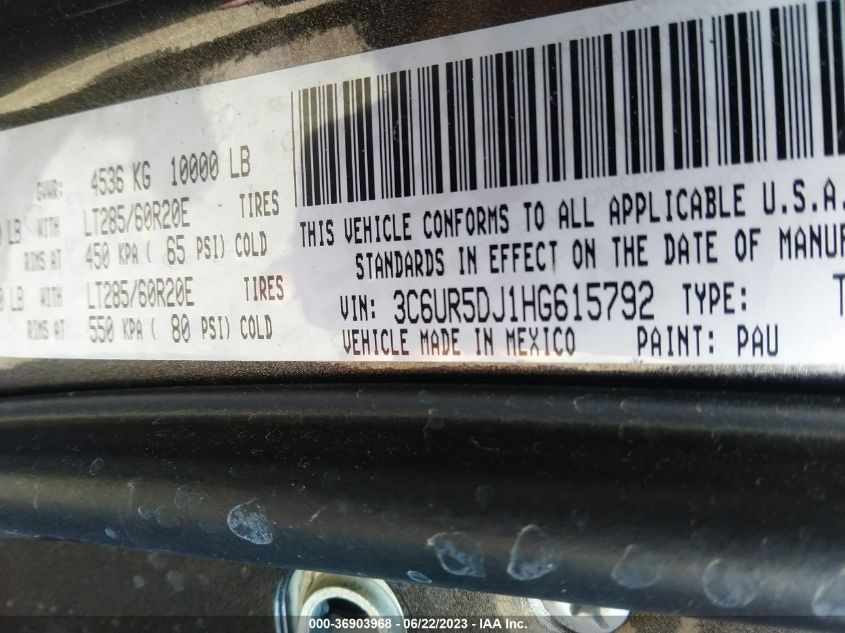 GVWR: 4536 KG 10000 LB
LB WITH LT285/60R20E TIRES
RIMS AT 450 KPA ( 65 PSI) COLD
LB WITH LT285/60R20E TIRES
RIMS AT 550 KPA ( 80 PSI) COLD
THIS VEHICLE CONFORMS TO ALL APPLICABLE U.S.A.
STANDARDS IN EFFECT ON THE DATE OF MANUF
VIN: 3C6UR5DJ1HG615792 TYPE: T
VEHICLE MADE IN MEXICO PAINT: PAU
000-36903968 - 06/22/2023 - IAA Inc.